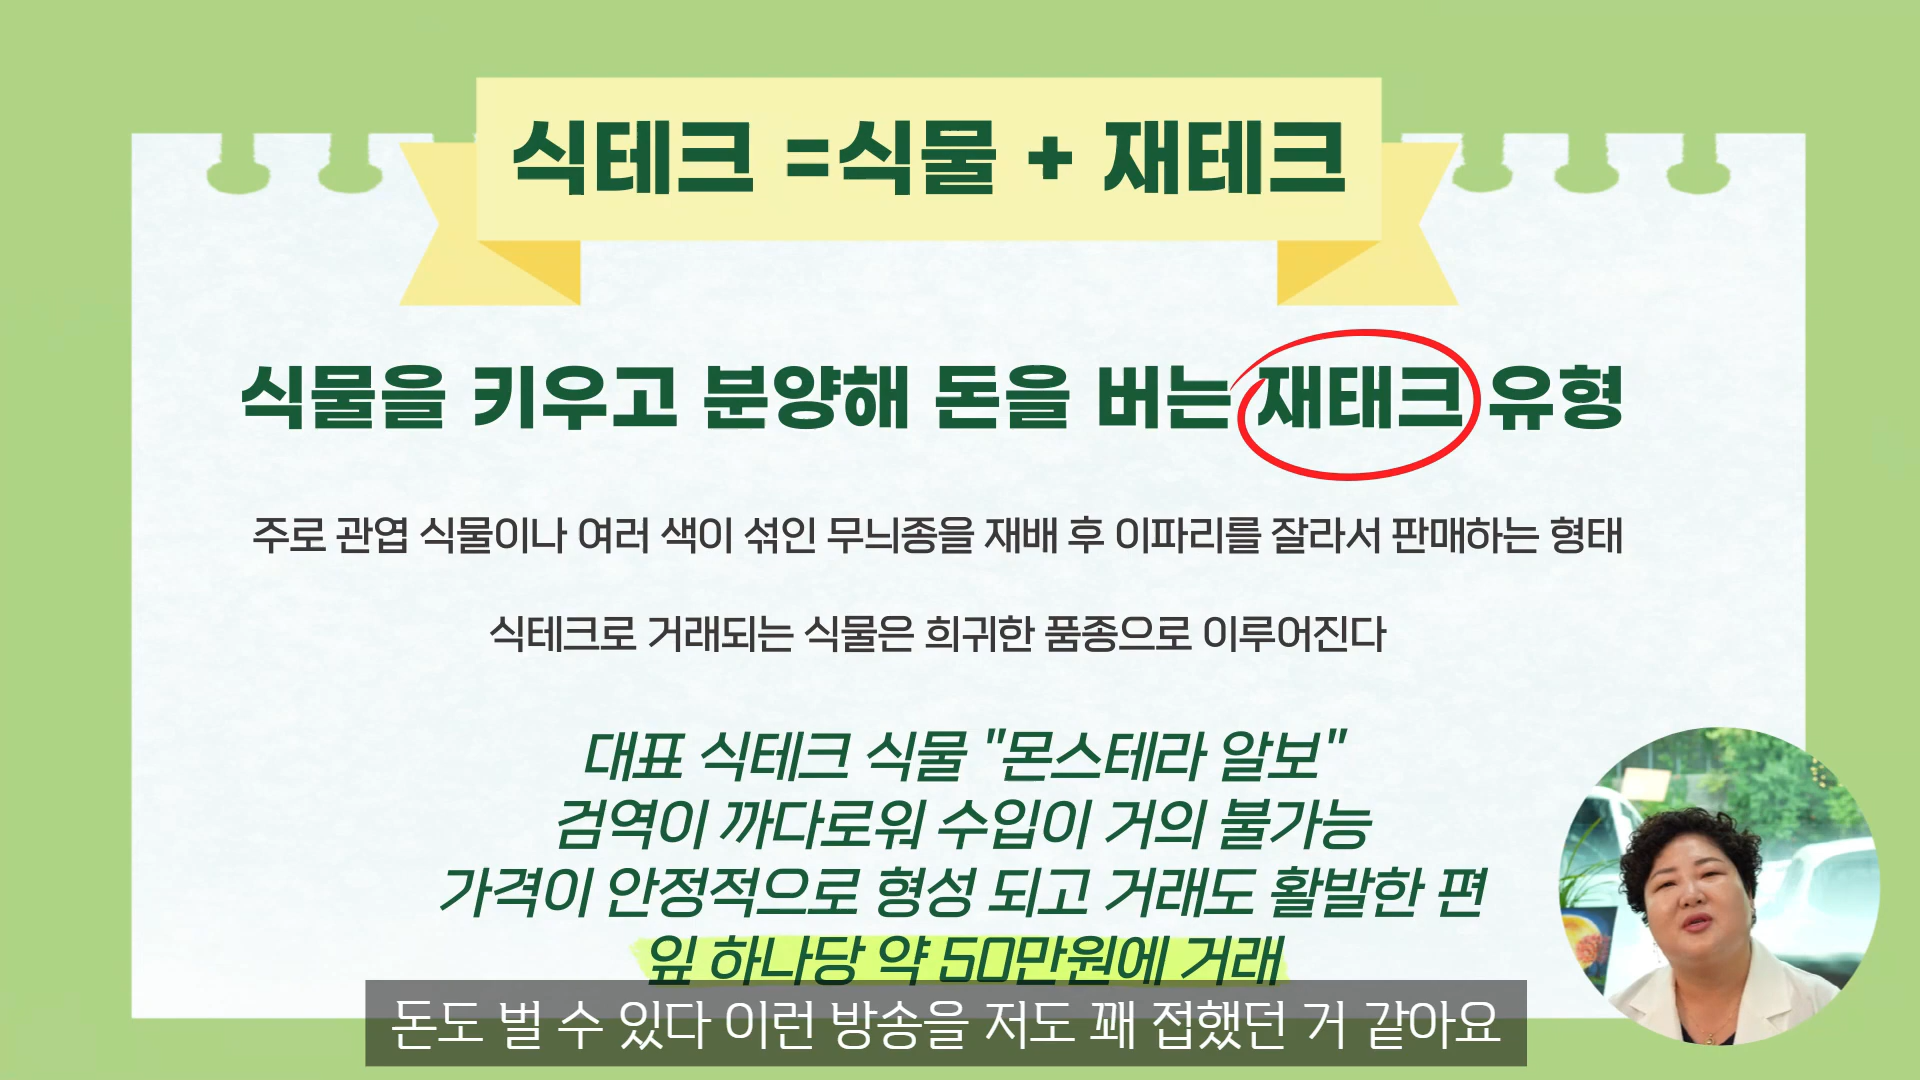 식테크 =식물 + 재테크
식물을 키우고 분양해 돈을 버는 재태크 유형
주로 관엽 식물이나 여러 색이 섞인 무늬종을 재배 후 이파리를 잘라서 판매하는 형태
식테크로 거래되는 식물은 희귀한 품종으로 이루어진다
대표 식테크 식물 "몬스테라 알보"
검역이 까다로워 수입이 거의 불가능
가격이 안정적으로 형성 되고 거래도 활발한 편
잎 하나당 약 50만원에 거래
돈도 벌 수 있다 이런 방송을 저도 꽤 접했던 거 같아요